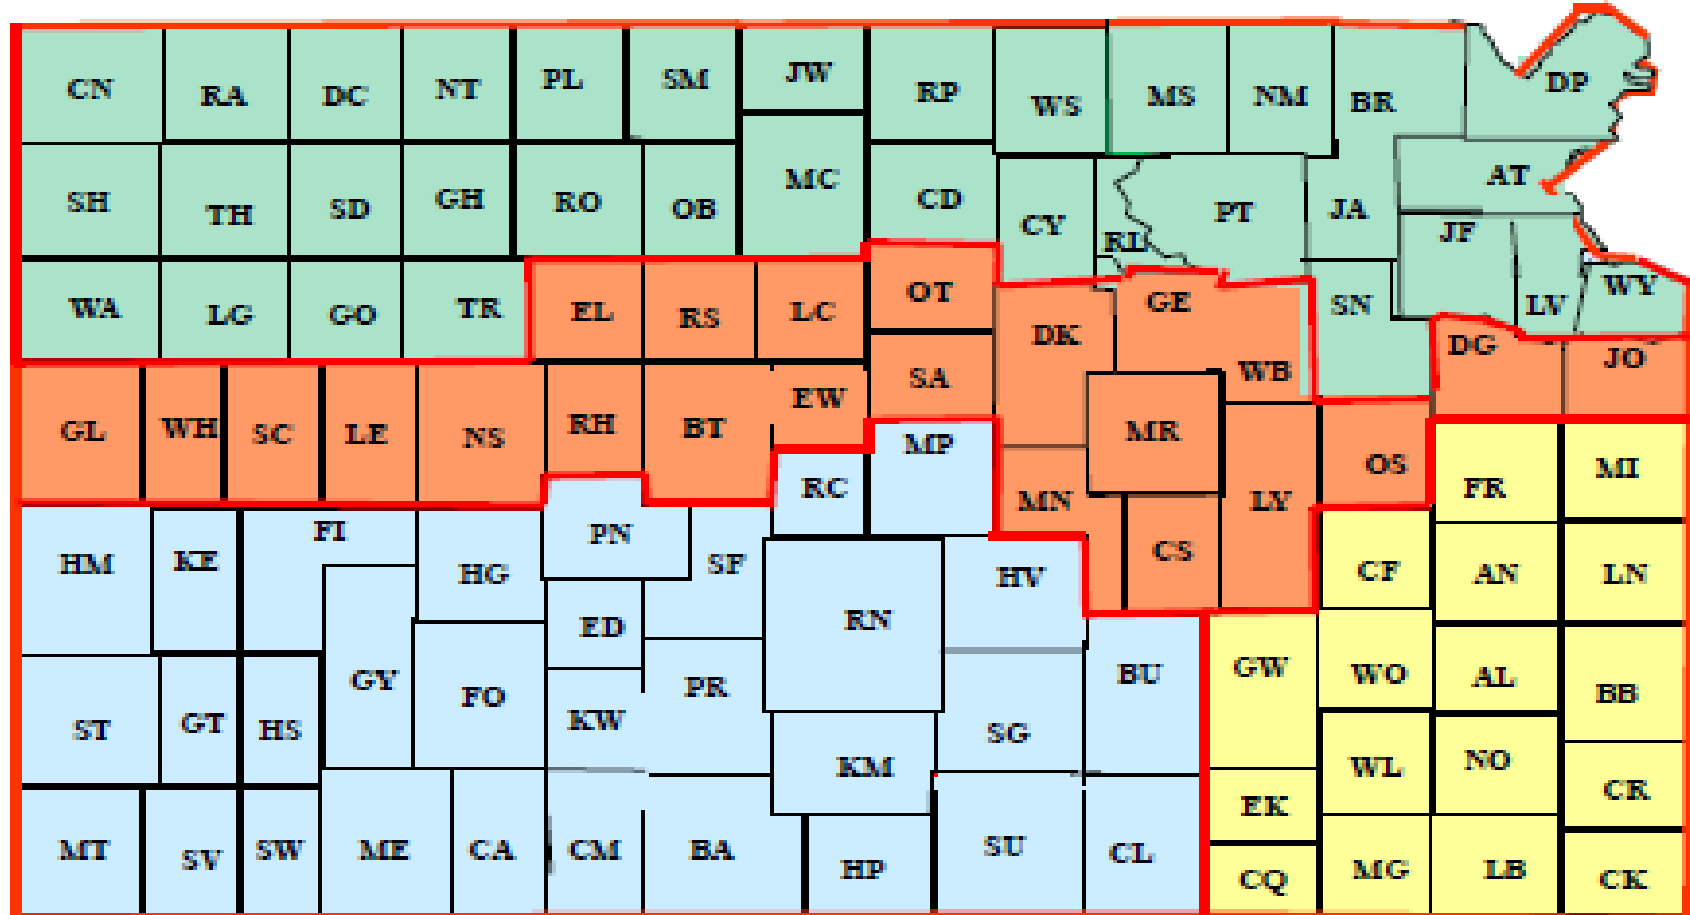 CN RA DC NT PL SM JW RP WS MS NM BR DP
SH TH SD GH RO OB MC CD CY RL PT JA AT JF
WA LG GO TR EL RS LC OT DK GE SN LV WY
GL WH SC LE NS RH BT EW SA MR WB OS DG JO
HM KE FI HG PN SF RC MP HV MN CS LY FR MI
ED RN CF AN LN
ST GT HS GY FO KW PR KM SG BU GW WO AL BB
MT SV SW ME CA CM BA HP SU CL EK WL NO CR
CQ MG LB CK